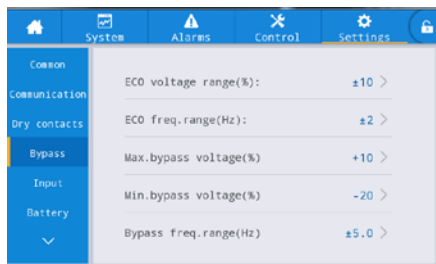 System
Alarms
Control
Settings
Common
Communication
Dry contacts
Bypass
Input
Battery
ECO voltage range(%): ±10
ECO freq.range(Hz): ±2
Max.bypass voltage(%) +10
Min.bypass voltage(%) -20
Bypass freq.range(Hz) ±5.0